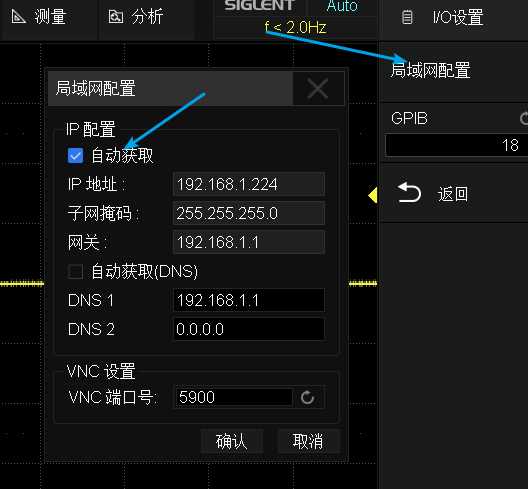 测量
分析
SIGLENT
Auto
f < 2.0Hz
I/O设置
局域网配置
GPIB
18
返回
局域网配置
IP 配置
自动获取
IP 地址 : 192.168.1.224
子网掩码 : 255.255.255.0
网关 : 192.168.1.1
自动获取(DNS)
DNS 1 192.168.1.1
DNS 2 0.0.0.0
VNC 设置
VNC 端口号: 5900
确认 取消